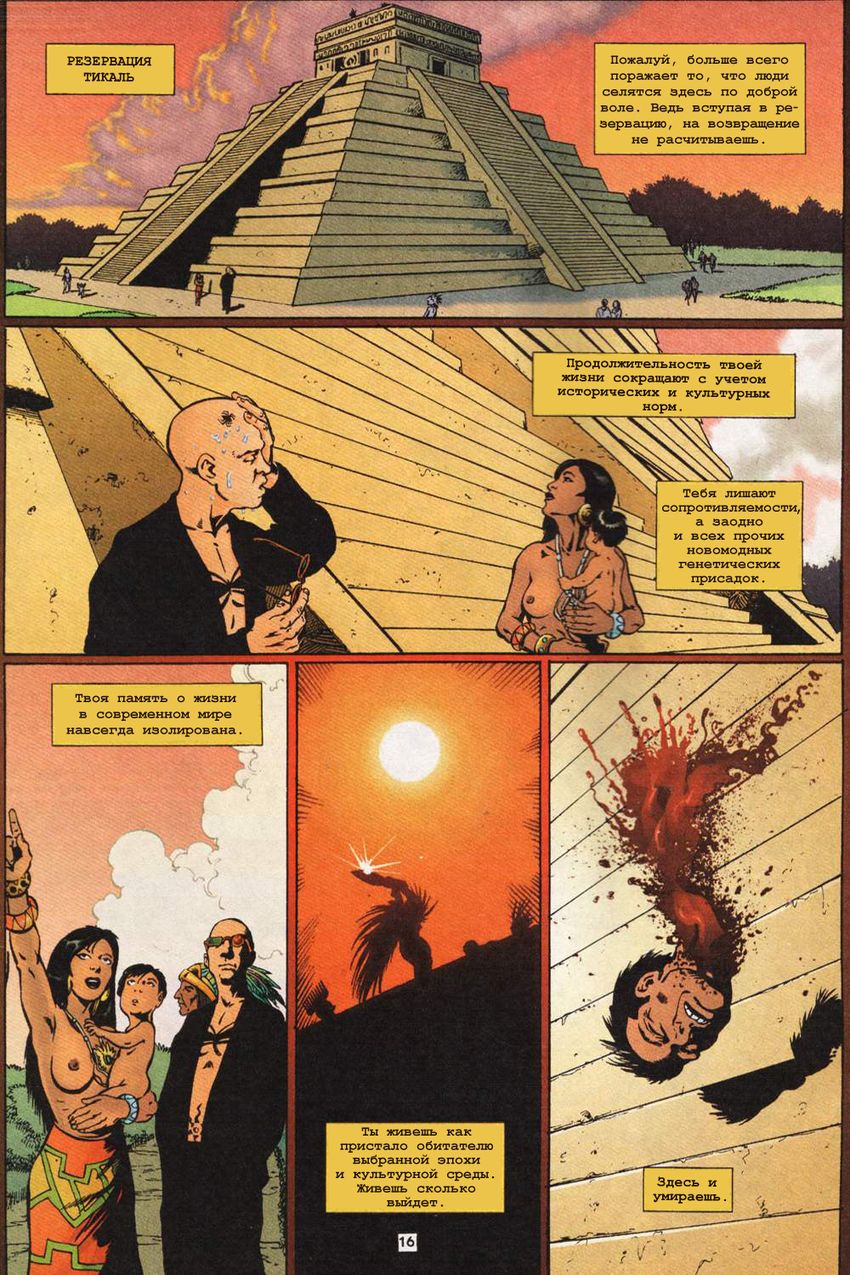 РЕЗЕРВАЦИЯ
ТИКАЛЬ
Пожалуй, больше всего
поражает то, что люди
селятся здесь по доброй
воле. Ведь вступая в ре-
зервацию, на возвращение
не расчитываешь.
Продолжительность твоей
жизни сокращают с учетом
исторических и культурных
норм.
Тебя лишают
сопротивляемости,
а заодно
и всех прочих
новомодных
генетических
присадок.
Твоя память о жизни
в современном мире
навсегда изолирована.
Ты живешь как
пристало обитателю
выбранной эпохи
и культурной среды.
Живешь сколько
выйдет.
Здесь и
умираешь.
16